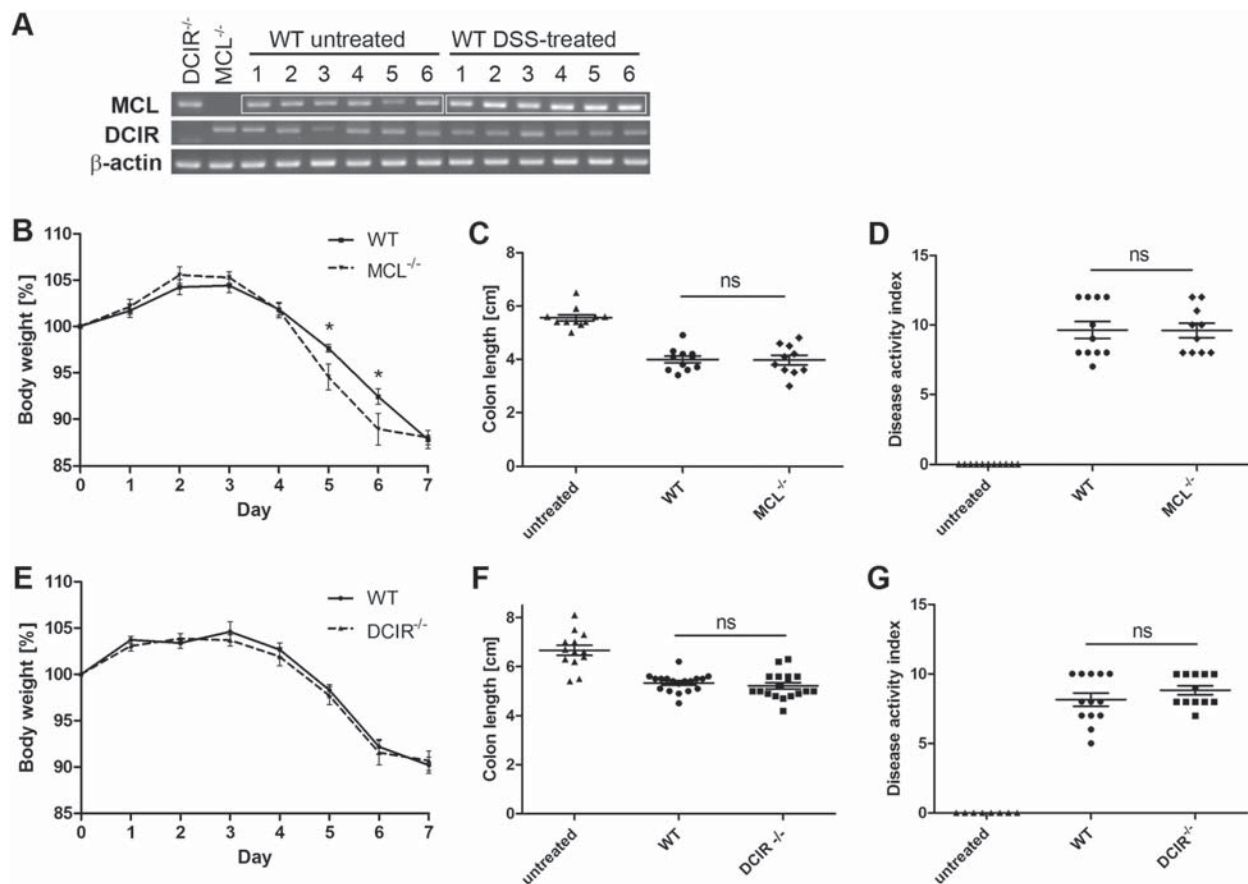 A
DCIR-/-
MCL-/-
WT untreated
WT DSS-treated
1 2 3 4 5 6 1 2 3 4 5 6
MCL
DCIR
β-actin
B
110
105
100
95
90
85
Body weight [%]
WT
MCL-/-
*
*
0 1 2 3 4 5 6 7
Day
C
8
6
4
2
0
Colon length [cm]
ns
untreated
WT
MCL-/-
D
15
10
5
0
Disease activity index
ns
untreated
WT
MCL-/-
E
110
105
100
95
90
85
Body weight [%]
WT
DCIR-/-
0 1 2 3 4 5 6 7
Day
F
8
6
4
2
0
Colon length [cm]
ns
untreated
WT
DCIR -/-
G
15
10
5
0
Disease activity index
ns
untreated
WT
DCIR-/-